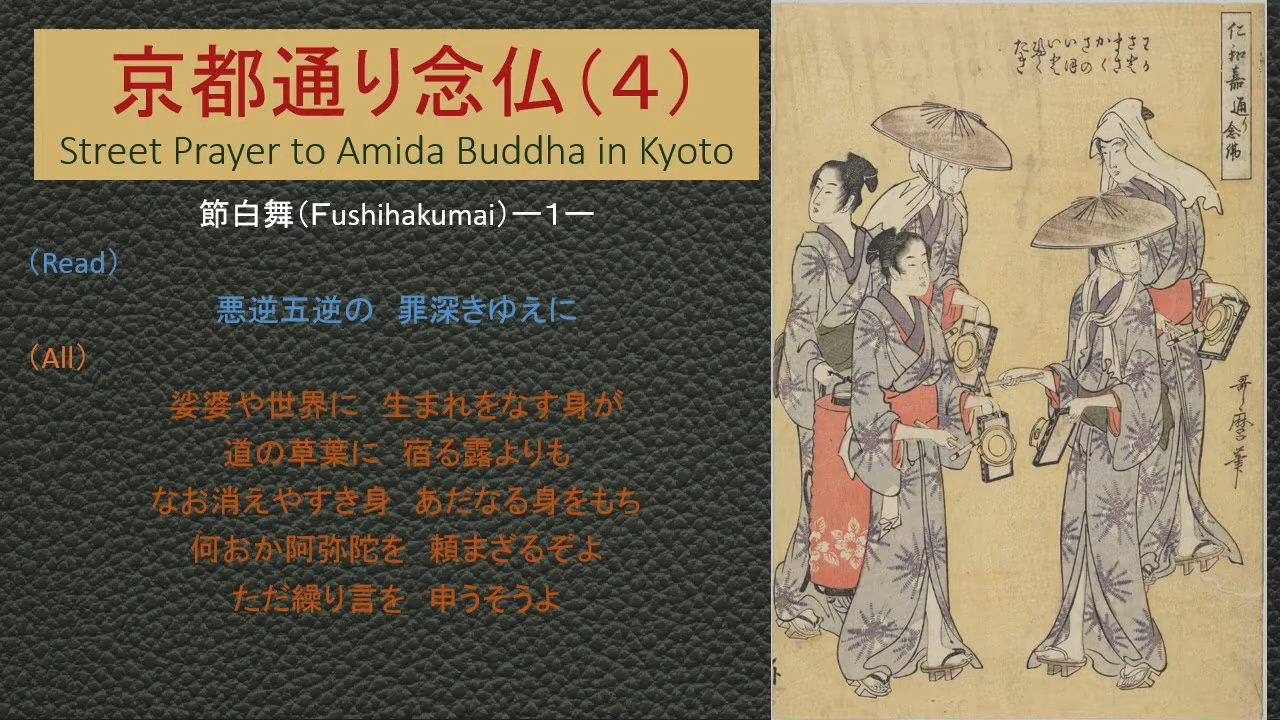 京都通り念仏（４）
Street Prayer to Amida Buddha in Kyoto
節白舞（Fushihakumai）ー１ー
（Read）
悪逆五逆の　罪深きゆえに
（All）
娑婆や世界に　生まれをなす身が
道の草葉に　宿る露よりも
なお消えやすき身　あだなる身をもち
何おか阿弥陀を　頼まざるぞよ
ただ繰り言を　申うそうよ
仁和嘉通り念佛
哥麿筆